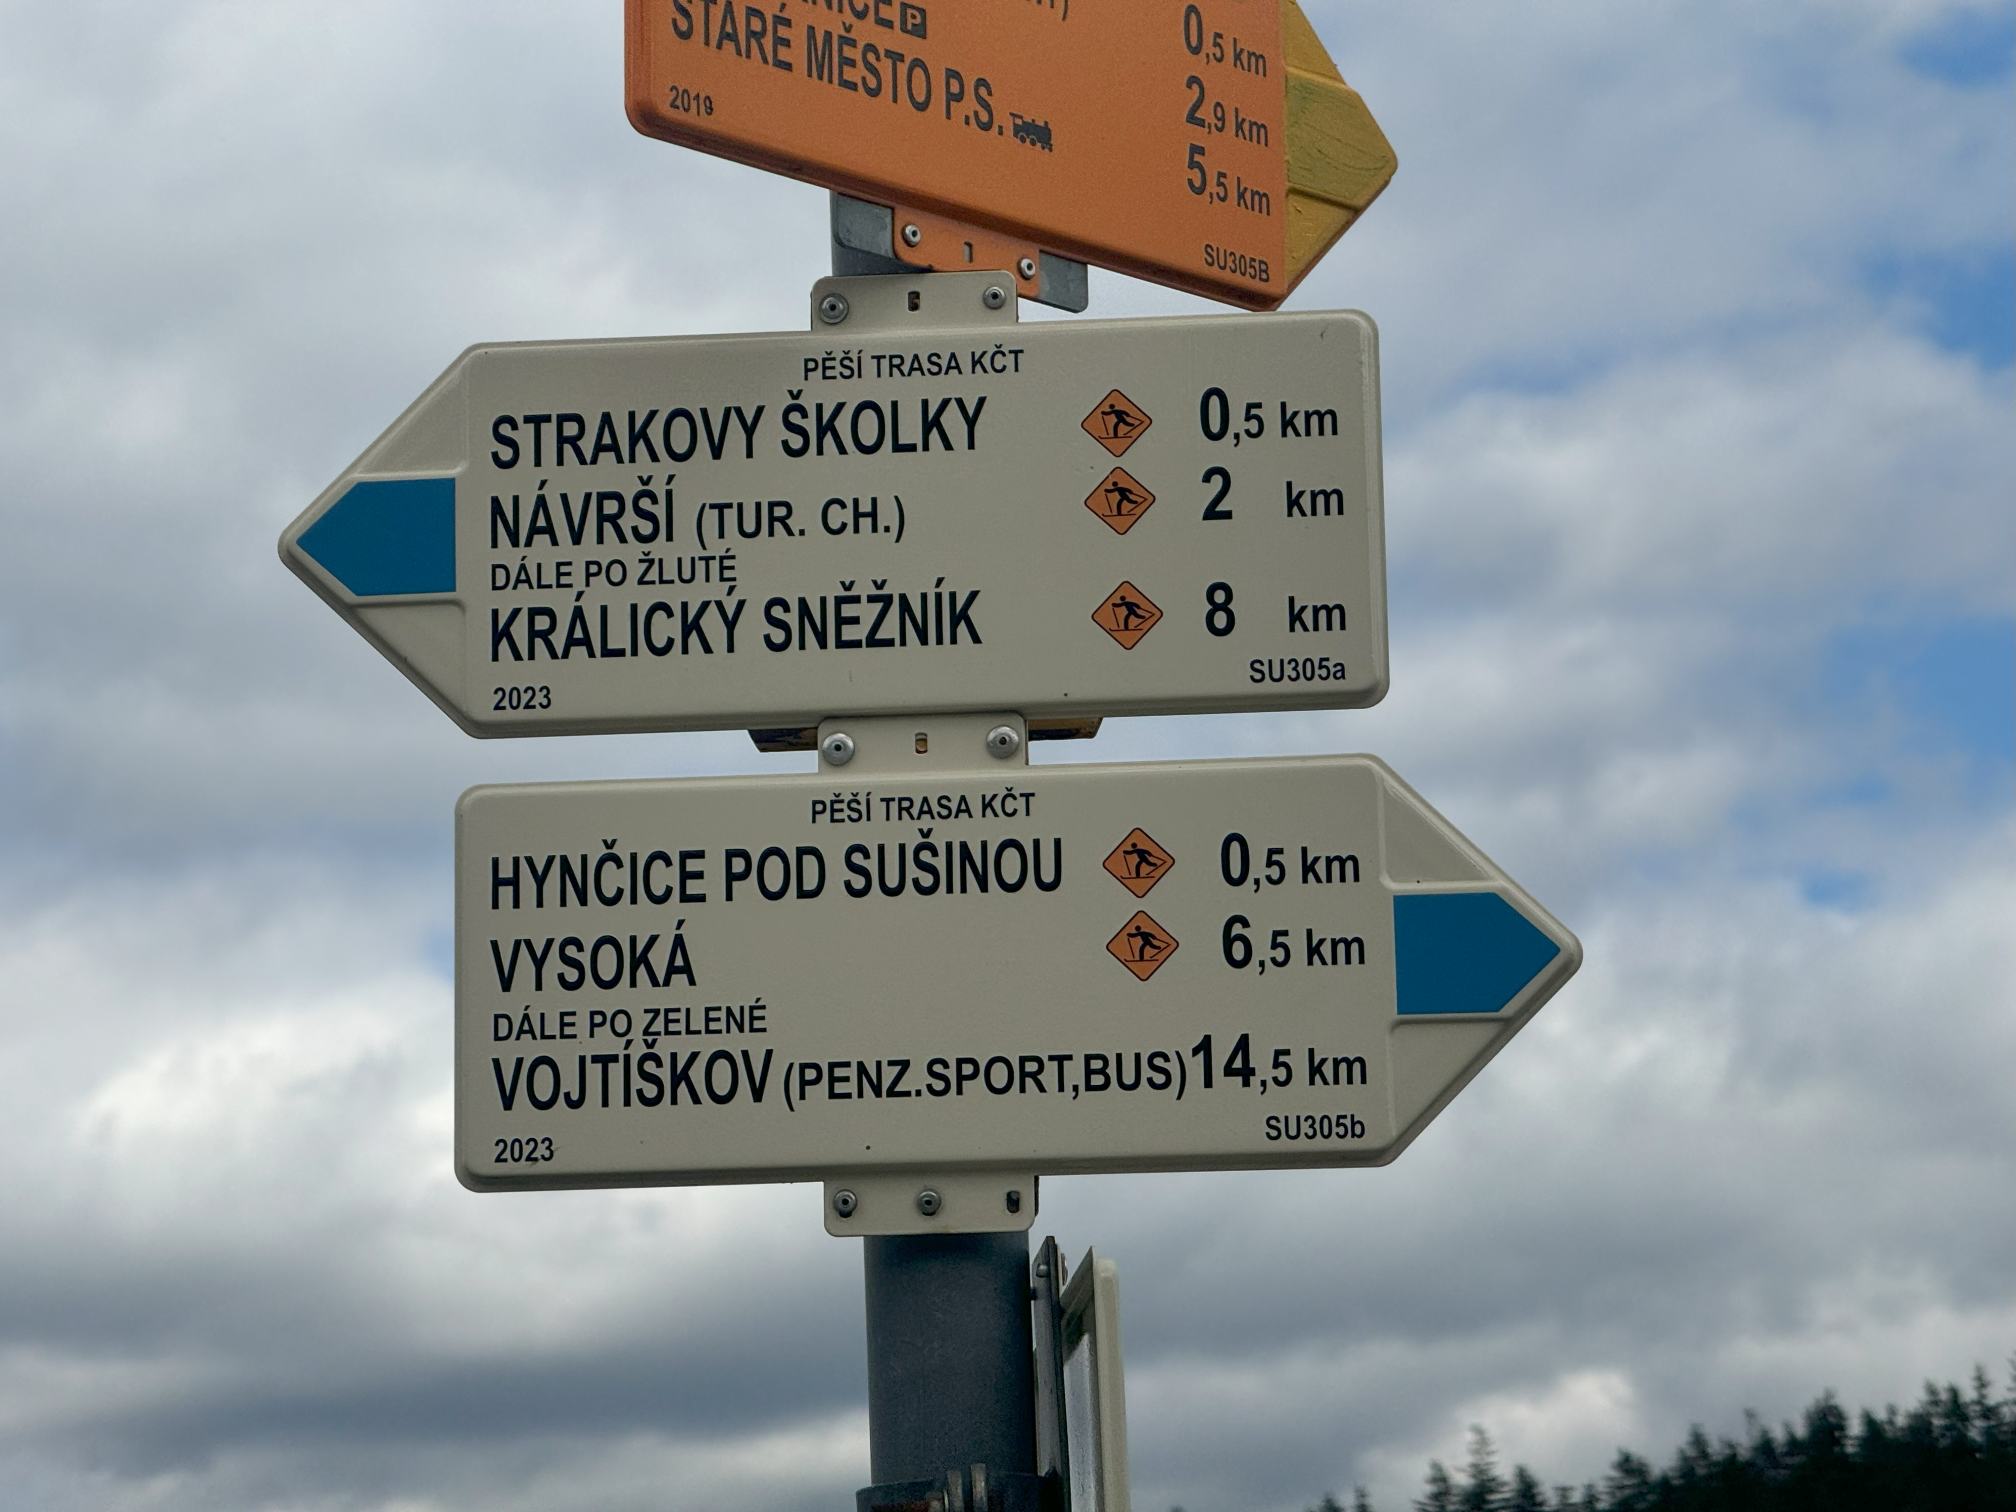 0,5 km
P 2,9 km
STARÉ MĚSTO P.S. 5,5 km
2019 SU305B
PĚŠÍ TRASA KČT
STRAKOVY ŠKOLKY 0,5 km
NÁVRŠÍ (TUR. CH.) 2 km
DÁLE PO ŽLUTÉ
KRÁLICKÝ SNĚŽNÍK 8 km
2023 SU305a
PĚŠÍ TRASA KČT
HYNČICE POD SUŠINOU 0,5 km
VYSOKÁ 6,5 km
DÁLE PO ZELENÉ
VOJTÍŠKOV (PENZ.SPORT,BUS) 14,5 km
2023 SU305b